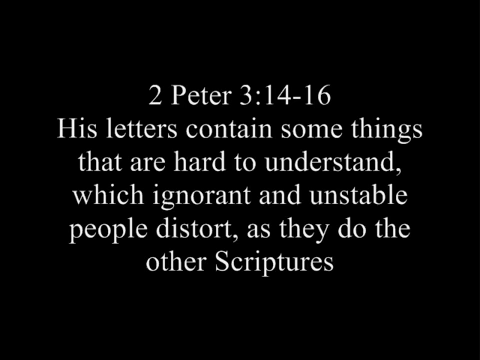 2 Peter 3:14-16
His letters contain some things
that are hard to understand,
which ignorant and unstable
people distort, as they do the
other Scriptures